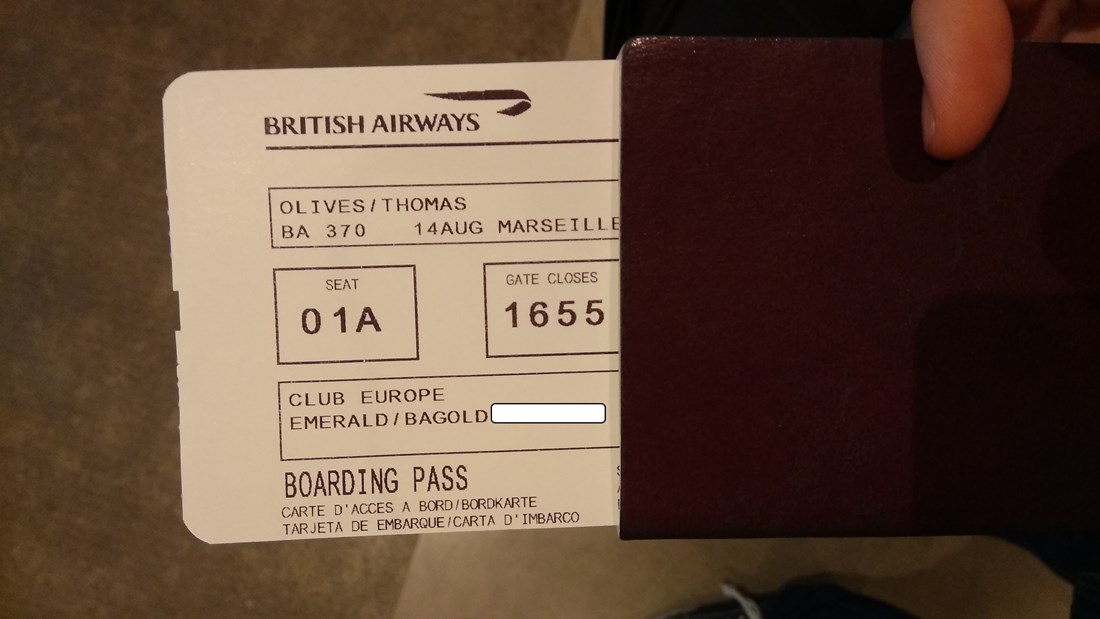 BRITISH AIRWAYS
OLIVES/THOMAS
BA 370 14AUG MARSEILLE
SEAT
01A
GATE CLOSES
1655
CLUB EUROPE
EMERALD/BAGOLD
BOARDING PASS
CARTE D'ACCES A BORD/BORDKARTE
TARJETA DE EMBARQUE/CARTA D'IMBARCO